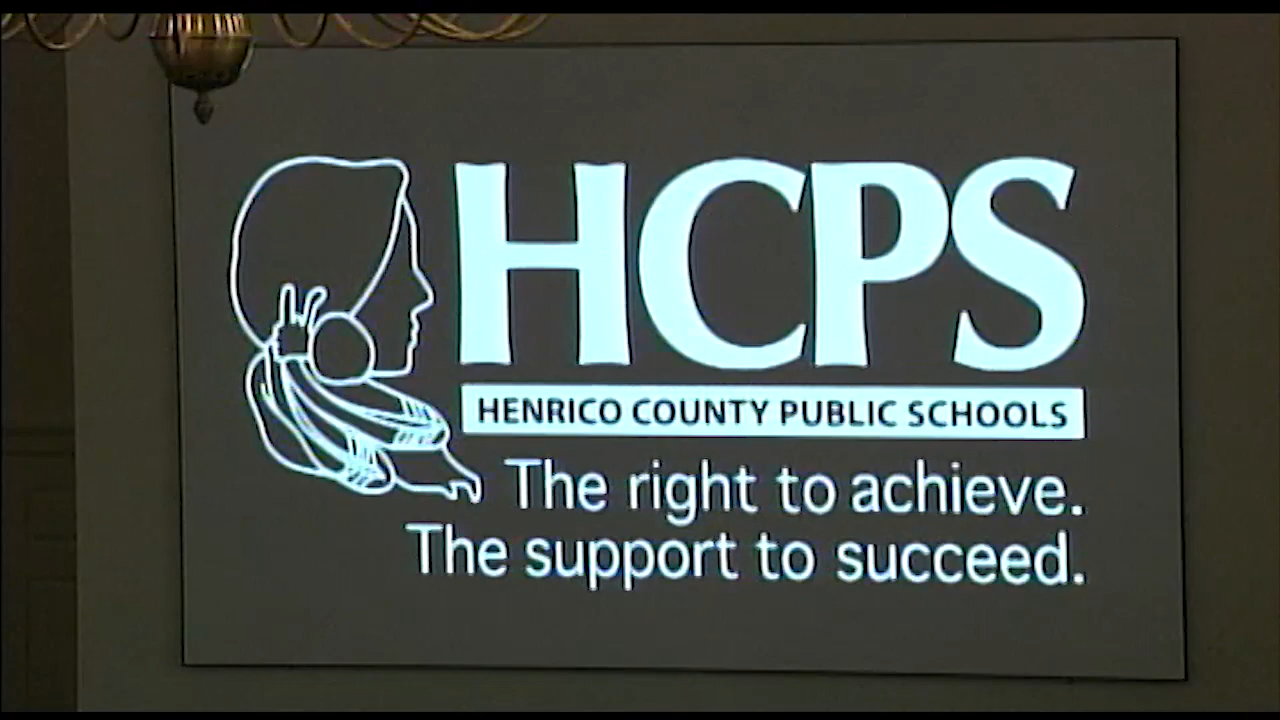 HCPS
HENRICO COUNTY PUBLIC SCHOOLS
The right to achieve.
The support to succeed.